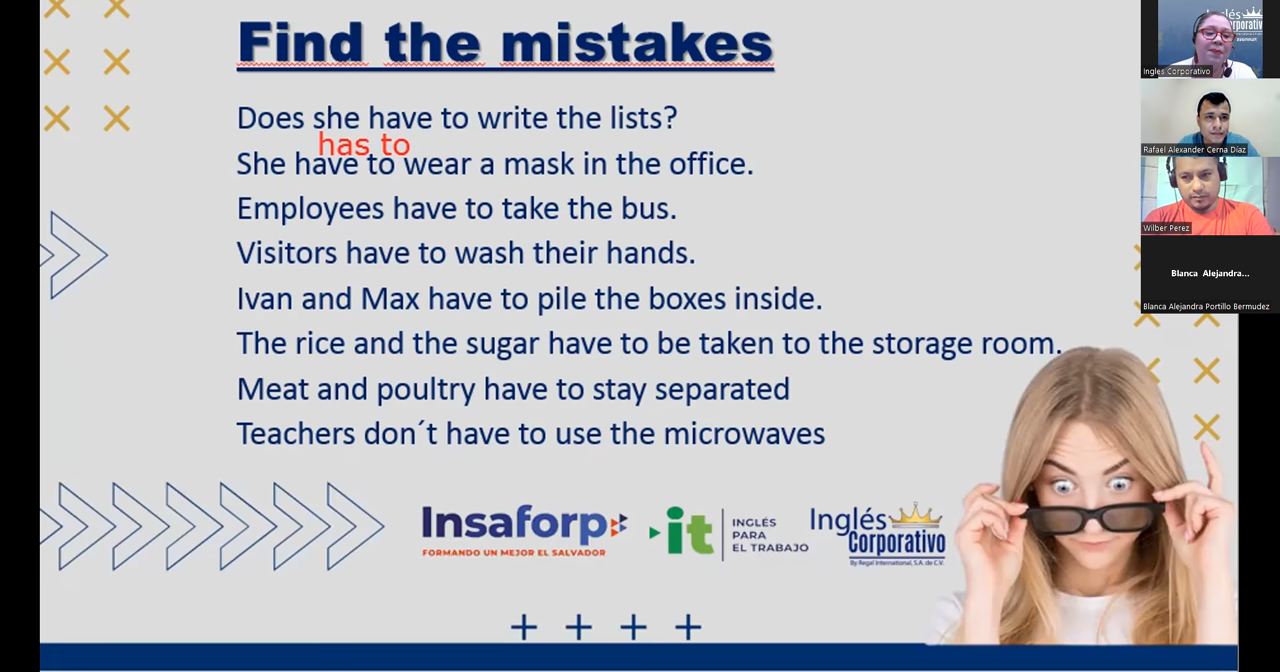 Find the mistakes
Does she have to write the lists?
has to
She have to wear a mask in the office.
Employees have to take the bus.
Visitors have to wash their hands.
Ivan and Max have to pile the boxes inside.
The rice and the sugar have to be taken to the storage room.
Meat and poultry have to stay separated
Teachers don´t have to use the microwaves
Insaforp
FORMANDO UN MEJOR EL SALVADOR
it
INGLÉS
PARA
EL TRABAJO
Inglés
Corporativo
By Regal International, S.A. de C.V.
Inglés
Corporativo
Ingles Corporativo
Rafael Alexander Cerna Díaz
Wilber Perez
Blanca Alejandra...
Blanca Alejandra Portillo Bermudez